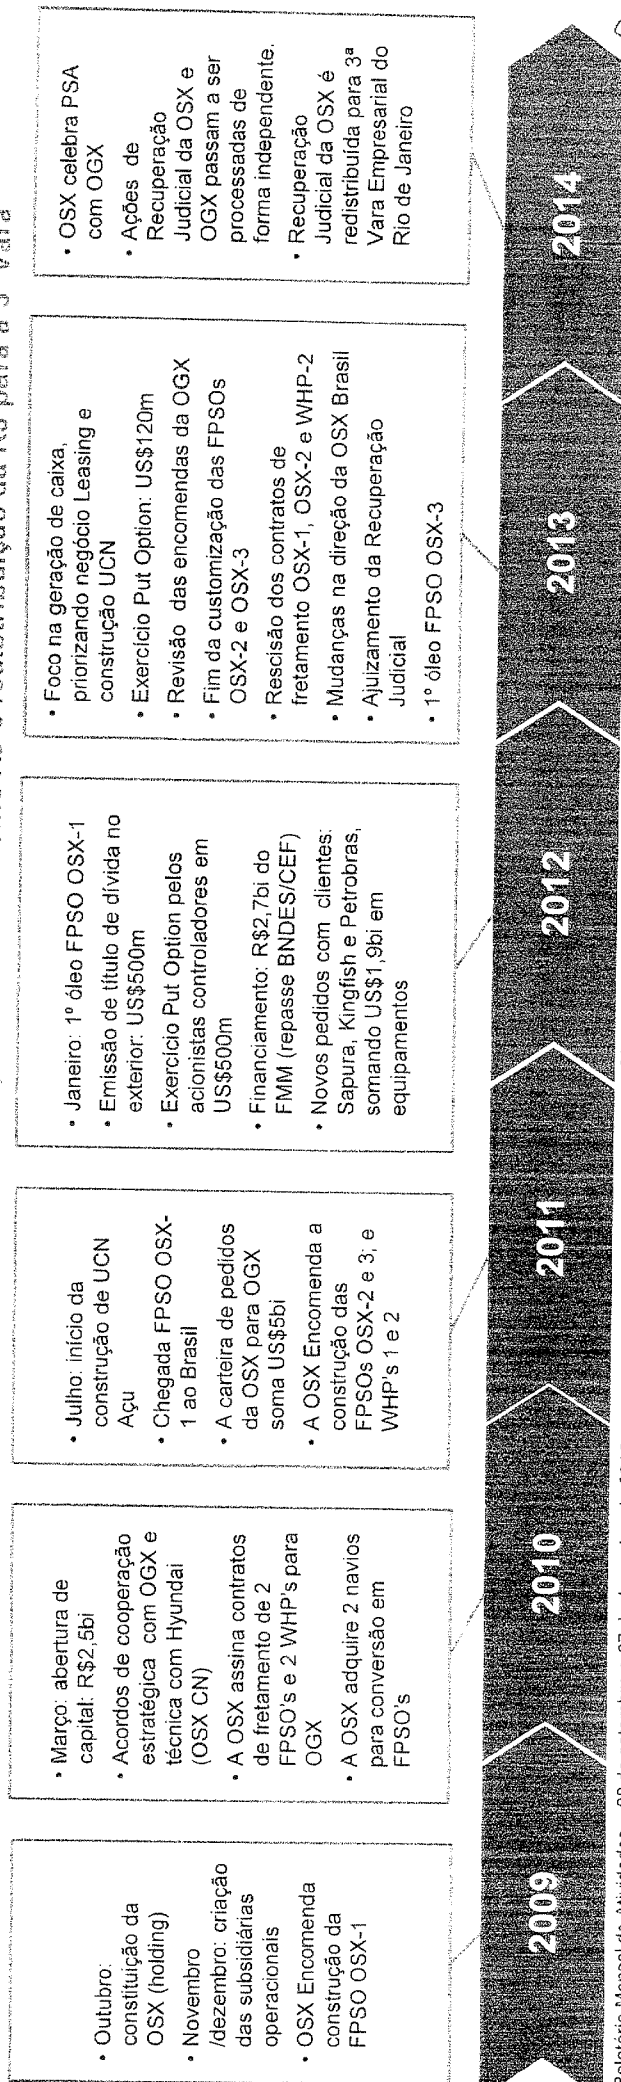 • Outubro:
constituição da
OSX (holding)
• Novembro
/dezembro: criação
das subsidiárias
operacionais
• OSX Encomenda
construção da
FPSO OSX-1
2009
• Março: abertura de
capital: R$2,5bi
• Acordos de cooperação
estratégica com OGX e
técnica com Hyundai
(OSX CN)
• A OSX assina contratos
de fretamento de 2
FPSO's e 2 WHP's para
OGX
• A OSX adquire 2 navios
para conversão em
FPSO's
2010
• Julho: início da
construção de UCN
Açu
• Chegada FPSO OSX-
1 ao Brasil
• A carteira de pedidos
da OSX para OGX
soma US$5bi
• A OSX Encomenda a
construção das
FPSOs OSX-2 e 3; e
WHP's 1 e 2
2011
• Janeiro: 1º óleo FPSO OSX-1
• Emissão de título de dívida no
exterior: US$500m
• Exercício Put Option pelos
acionistas controladores em
US$500m
• Financiamento: R$2,7bi do
FMM (repasse BNDES/CEF)
• Novos pedidos com clientes:
Sapura, Kingfish e Petrobras,
somando US$1,9bi em
equipamentos
2012
• Foco na geração de caixa,
priorizando negócio Leasing e
construção UCN
• Exercício Put Option: US$120m
• Revisão das encomendas da OGX
• Fim da customização das FPSOs
OSX-2 e OSX-3
• Rescisão dos contratos de
fretamento OSX-1, OSX-2 e WHP-2
• Mudanças na direção da OSX Brasil
• Ajuizamento da Recuperação
Judicial
• 1º óleo FPSO OSX-3
2013
• OSX celebra PSA
com OGX
• Ações de
Recuperação
Judicial da OSX e
OGX passam a ser
processadas de
forma independente.
• Recuperação
Judicial da OSX é
redistribuída para 3ª
Vara Empresarial do
Rio de Janeiro
2014